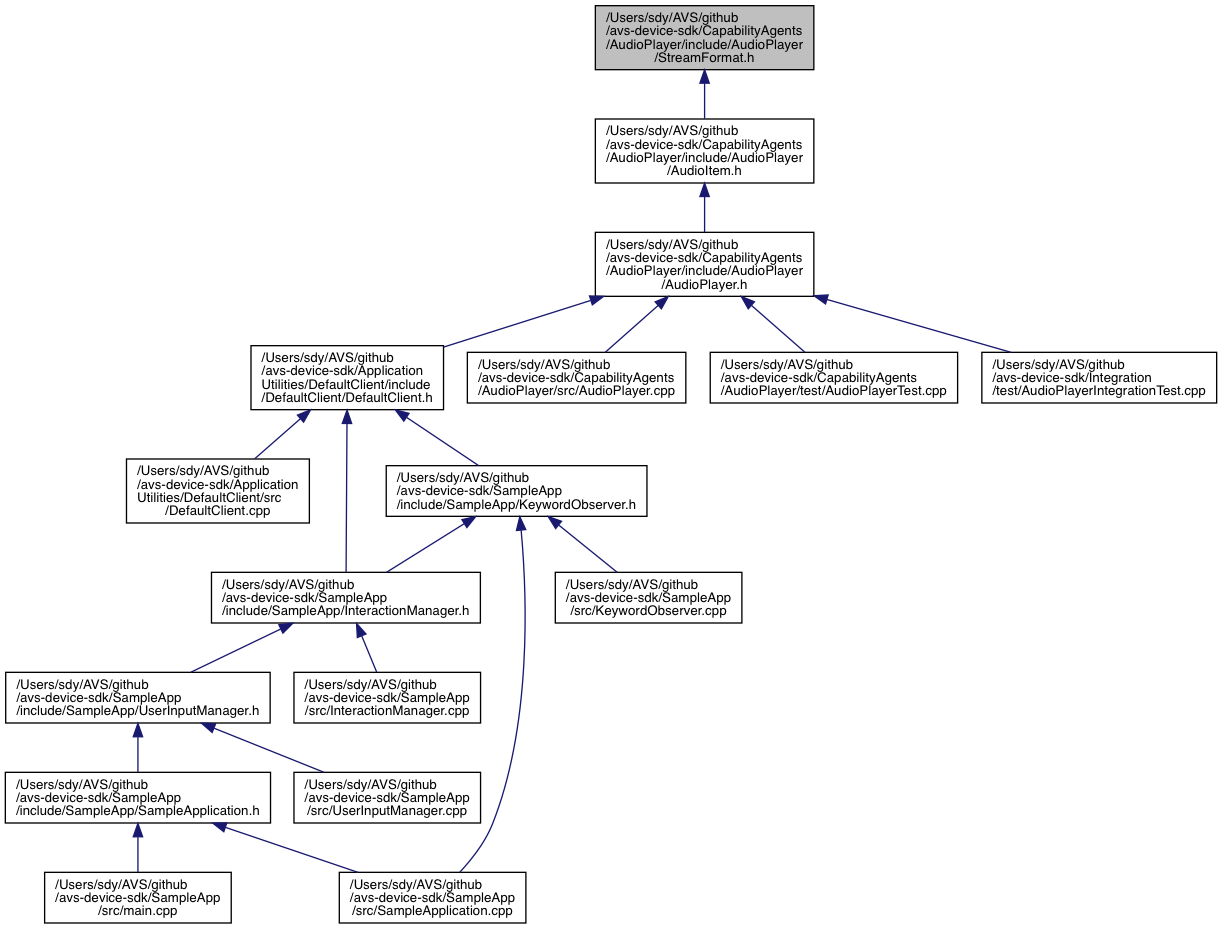 /Users/sdy/AVS/github
/avs-device-sdk/CapabilityAgents
/AudioPlayer/include/AudioPlayer
/StreamFormat.h
/Users/sdy/AVS/github
/avs-device-sdk/CapabilityAgents
/AudioPlayer/include/AudioPlayer
/AudioItem.h
/Users/sdy/AVS/github
/avs-device-sdk/CapabilityAgents
/AudioPlayer/include/AudioPlayer
/AudioPlayer.h
/Users/sdy/AVS/github
/avs-device-sdk/Application
Utilities/DefaultClient/include
/DefaultClient/DefaultClient.h
/Users/sdy/AVS/github
/avs-device-sdk/CapabilityAgents
/AudioPlayer/src/AudioPlayer.cpp
/Users/sdy/AVS/github
/avs-device-sdk/CapabilityAgents
/AudioPlayer/test/AudioPlayerTest.cpp
/Users/sdy/AVS/github
/avs-device-sdk/Integration
/test/AudioPlayerIntegrationTest.cpp
/Users/sdy/AVS/github
/avs-device-sdk/Application
Utilities/DefaultClient/src
/DefaultClient.cpp
/Users/sdy/AVS/github
/avs-device-sdk/SampleApp
/include/SampleApp/KeywordObserver.h
/Users/sdy/AVS/github
/avs-device-sdk/SampleApp
/include/SampleApp/InteractionManager.h
/Users/sdy/AVS/github
/avs-device-sdk/SampleApp
/src/KeywordObserver.cpp
/Users/sdy/AVS/github
/avs-device-sdk/SampleApp
/include/SampleApp/UserInputManager.h
/Users/sdy/AVS/github
/avs-device-sdk/SampleApp
/src/InteractionManager.cpp
/Users/sdy/AVS/github
/avs-device-sdk/SampleApp
/include/SampleApp/SampleApplication.h
/Users/sdy/AVS/github
/avs-device-sdk/SampleApp
/src/UserInputManager.cpp
/Users/sdy/AVS/github
/avs-device-sdk/SampleApp
/src/main.cpp
/Users/sdy/AVS/github
/avs-device-sdk/SampleApp
/src/SampleApplication.cpp